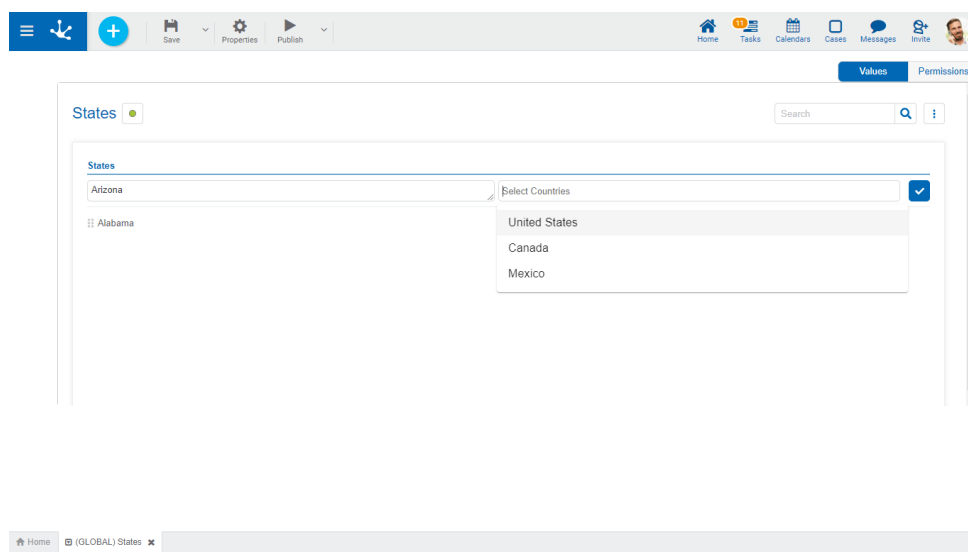 Save
Properties
Publish
Home
11
Tasks
Calendars
Cases
Messages
Invite
Values
Permissions
States
Search
States
Arizona
Select Countries
Alabama
United States
Canada
Mexico
Home
(GLOBAL) States